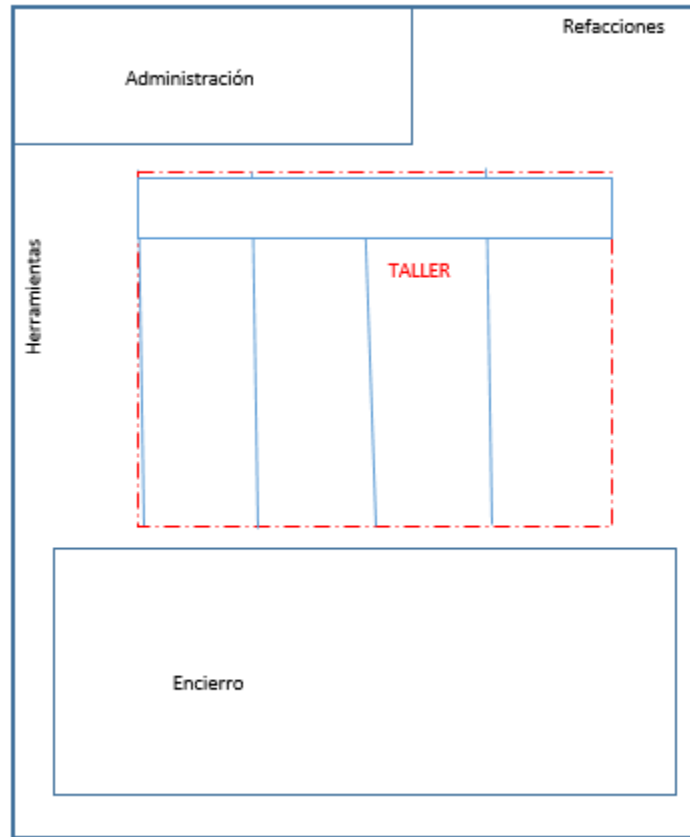 Refacciones
Administración
Herramientas
TALLER
Encierro